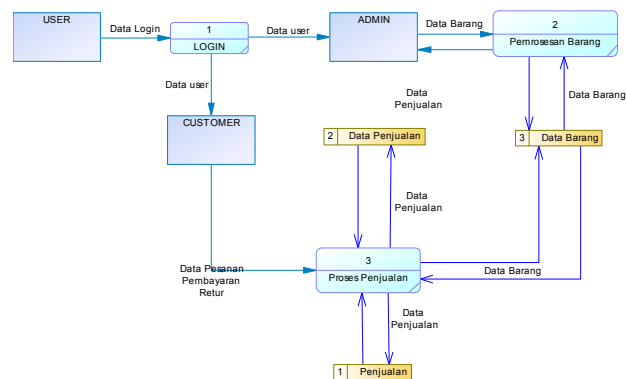 USER
Data Login
1
LOGIN
Data user
ADMIN
Data Barang
2
Pemrosesan Barang
Data user
Data
Penjualan
Data Barang
CUSTOMER
2 Data Penjualan
3 Data Barang
Data
Penjualan
3
Proses Penjualan
Data Pesanan
Pembayaran
Retur
Data Barang
Data
Penjualan
1 Penjualan